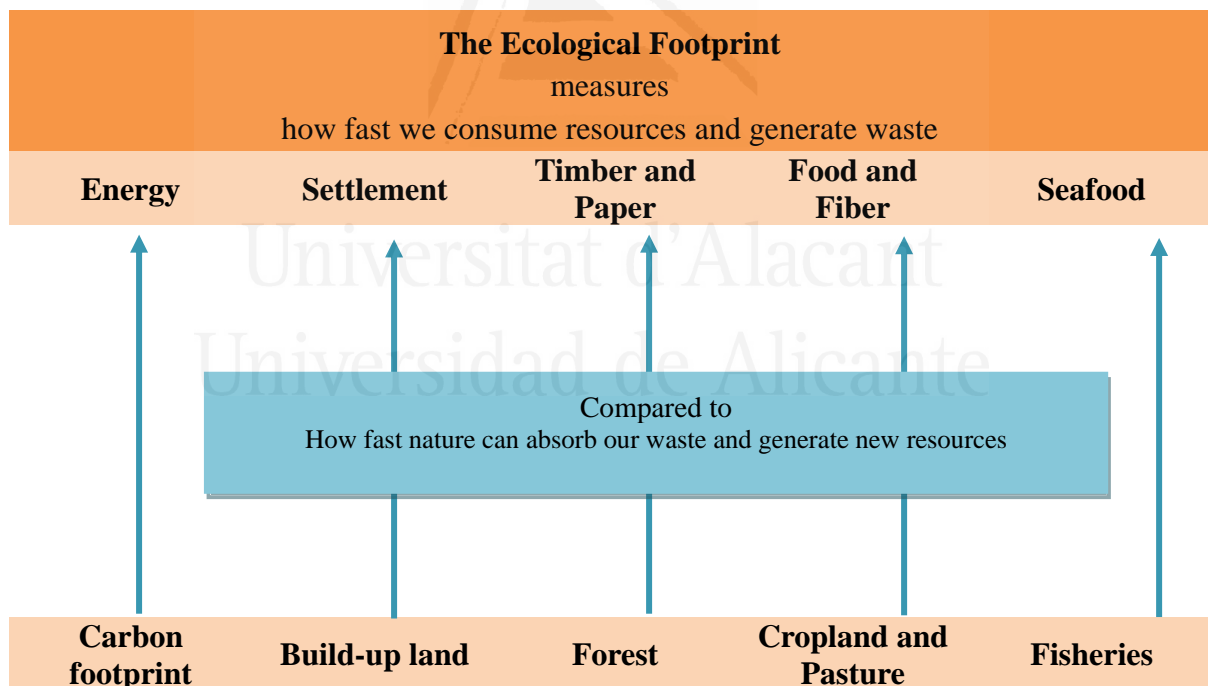 The Ecological Footprint
measures
how fast we consume resources and generate waste
Energy
Settlement
Timber and
Paper
Food and
Fiber
Seafood
Universitat d'Alacant
Universidad de Alicante
Compared to
How fast nature can absorb our waste and generate new resources
Carbon
footprint
Build-up land
Forest
Cropland and
Pasture
Fisheries